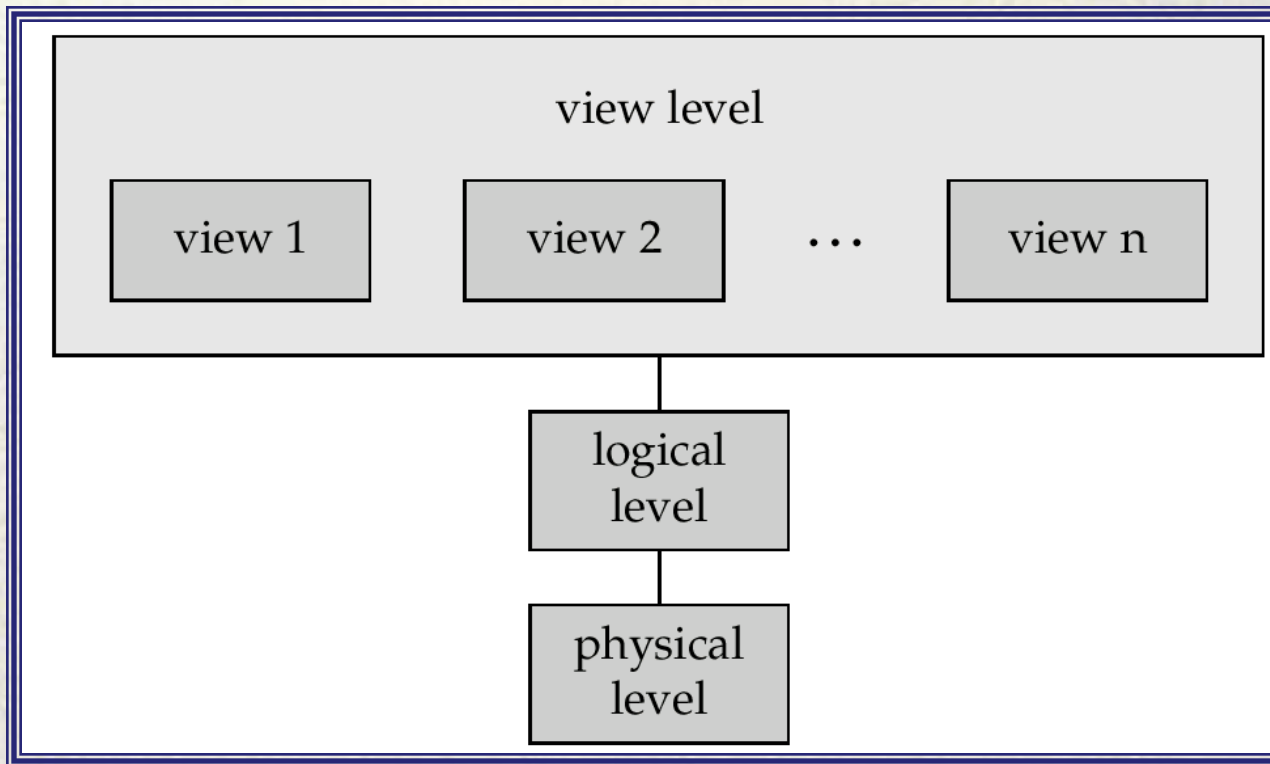 view level
view 1
view 2
...
view n
logical
level
physical
level